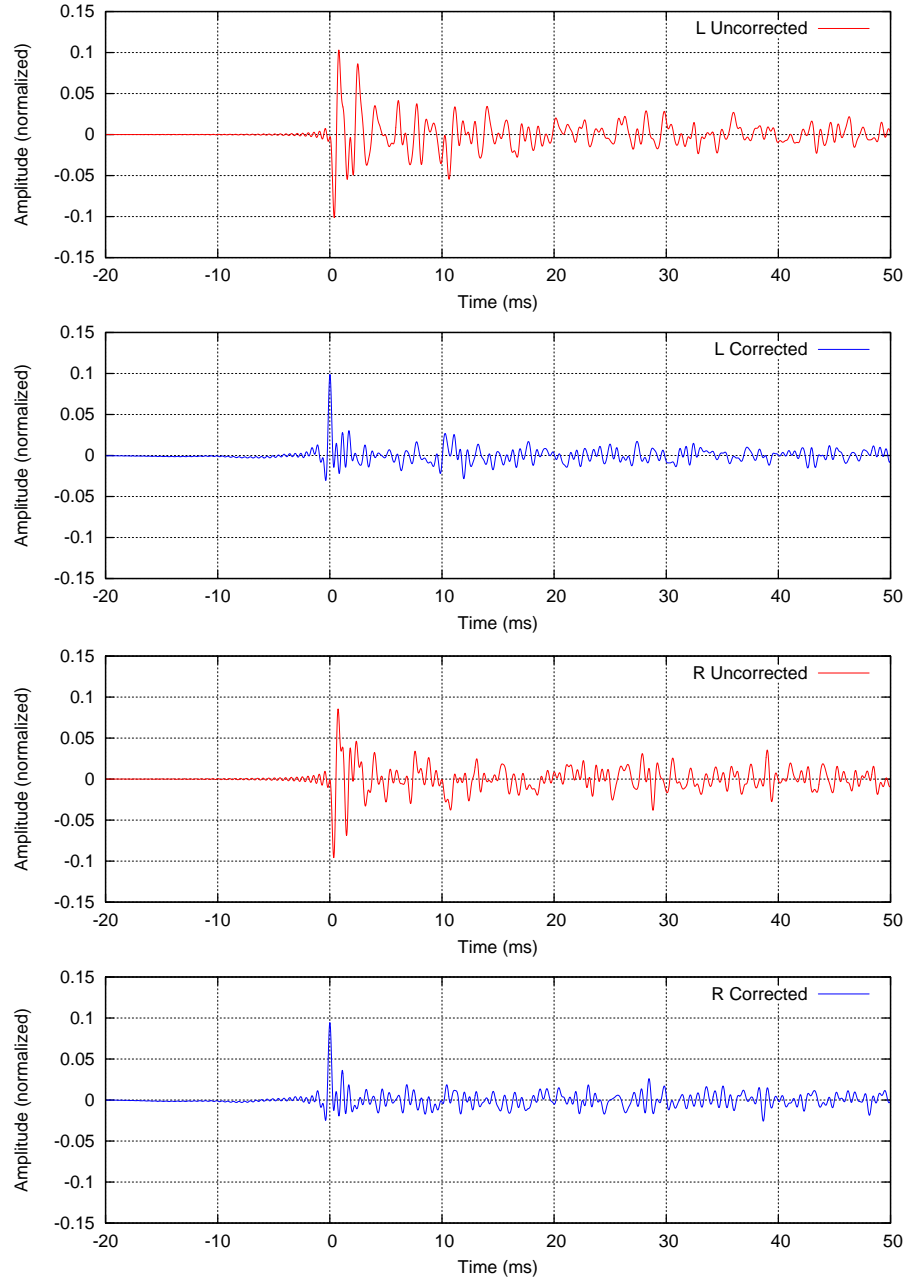 0.15
L Uncorrected
0.1
0.05
0
-0.05
-0.1
-0.15
Amplitude (normalized)
-20 -10 0 10 20 30 40 50
Time (ms)
0.15
L Corrected
0.1
0.05
0
-0.05
-0.1
-0.15
Amplitude (normalized)
-20 -10 0 10 20 30 40 50
Time (ms)
0.15
R Uncorrected
0.1
0.05
0
-0.05
-0.1
-0.15
Amplitude (normalized)
-20 -10 0 10 20 30 40 50
Time (ms)
0.15
R Corrected
0.1
0.05
0
-0.05
-0.1
-0.15
Amplitude (normalized)
-20 -10 0 10 20 30 40 50
Time (ms)